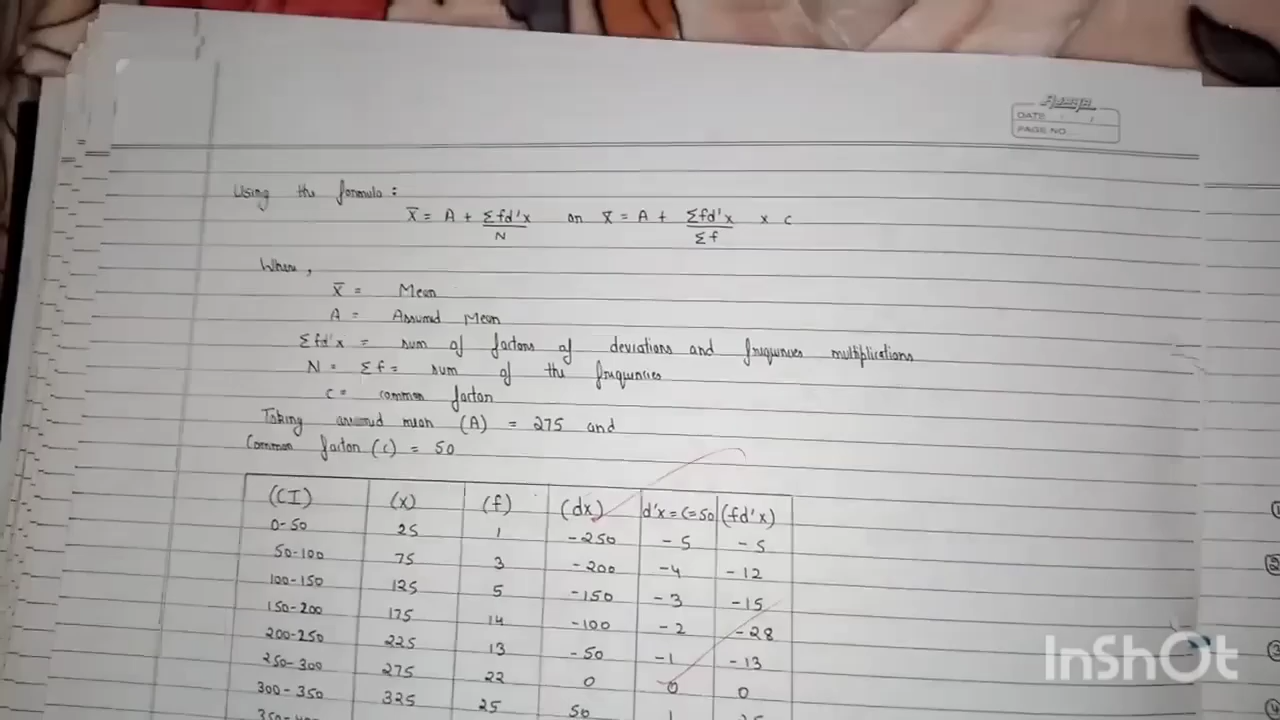 Aanya
DATE
PAGE NO.
Using the formula:
X̄ = A + Σfd'x / N or X̄ = A + Σfd'x / Σf x c
Where,
X̄ = Mean
A = Assumed Mean
Σfd'x = sum of factors of deviations and frequencies multiplications
N = Σf = sum of the frequencies
C = common factor
Taking assumed mean (A) = 275 and
Common factor (c) = 50
(CI) (x) (f) (dx) d'x = C=50 (fd'x)
0-50 25 1 -250 -5 -5
50-100 75 3 -200 -4 -12
100-150 125 5 -150 -3 -15
150-200 175 14 -100 -2 -28
200-250 225 13 -50 -1 -13
250-300 275 22 0 0 0
300-350 325 25 50 1 25
InShOt